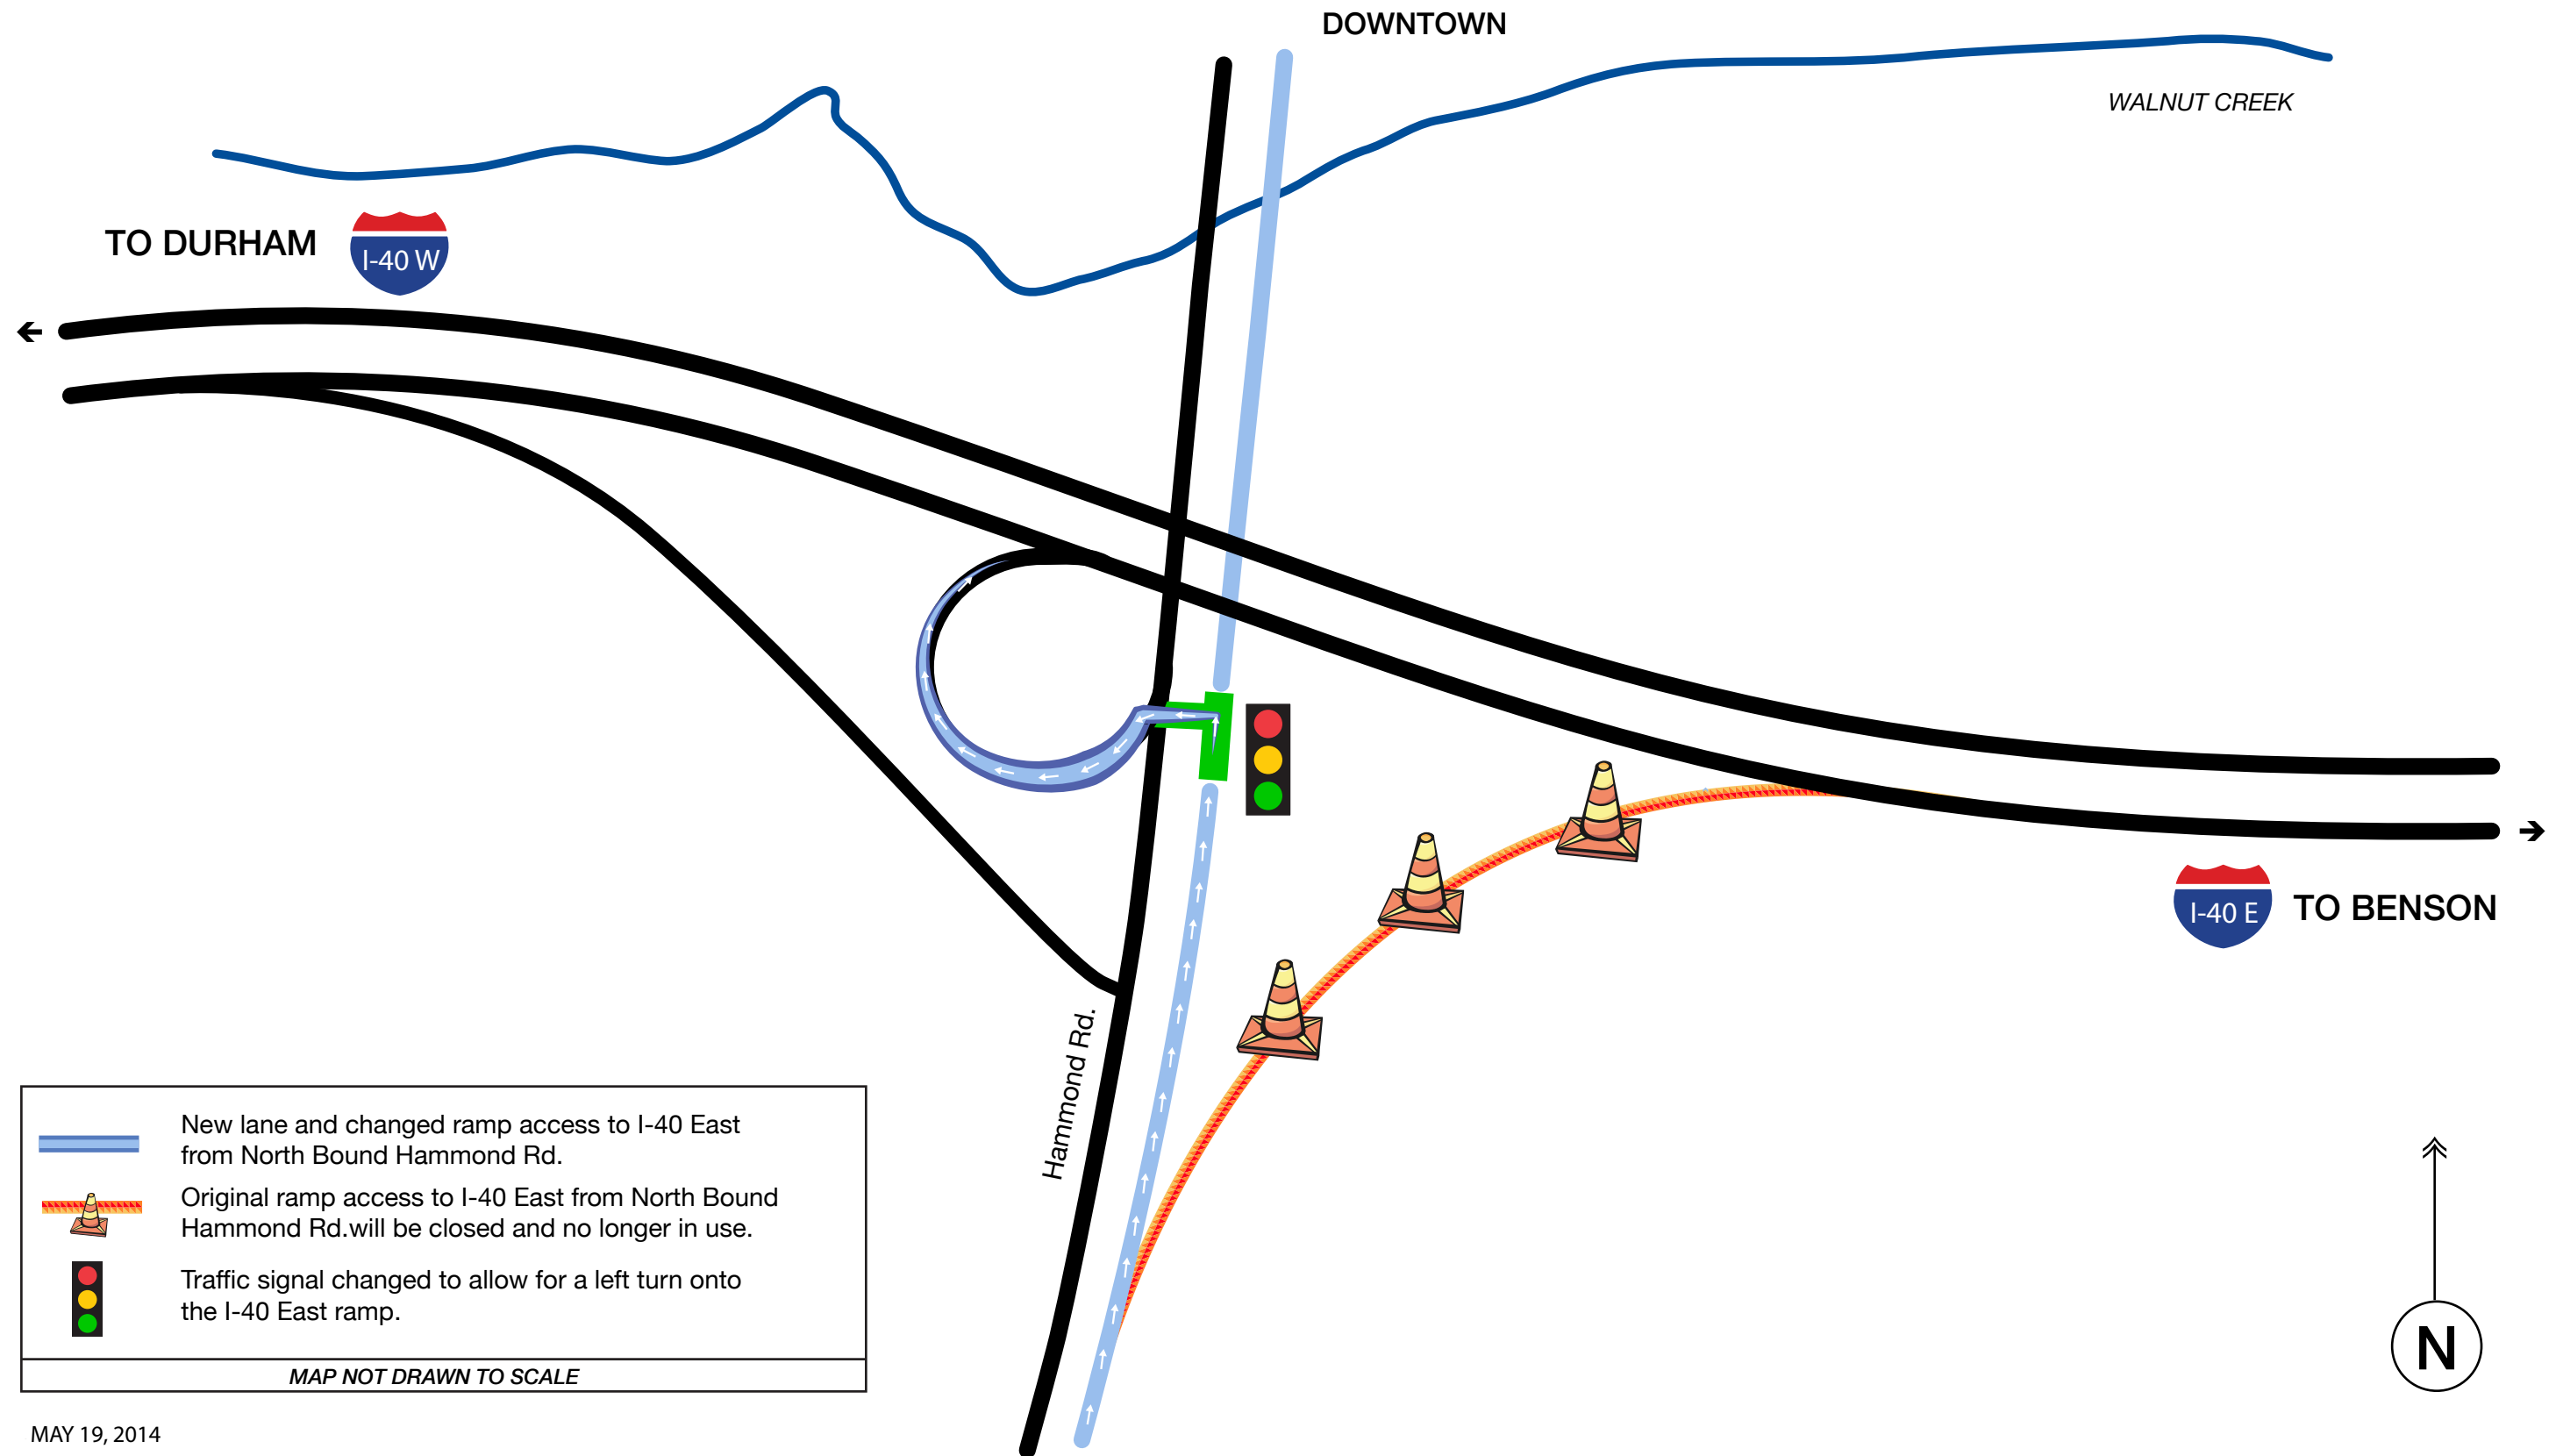 DOWNTOWN
WALNUT CREEK
TO DURHAM
I-40 W
I-40 E
TO BENSON
Hammond Rd.
New lane and changed ramp access to I-40 East
from North Bound Hammond Rd.
Original ramp access to I-40 East from North Bound
Hammond Rd.will be closed and no longer in use.
Traffic signal changed to allow for a left turn onto
the I-40 East ramp.
MAP NOT DRAWN TO SCALE
N
MAY 19, 2014